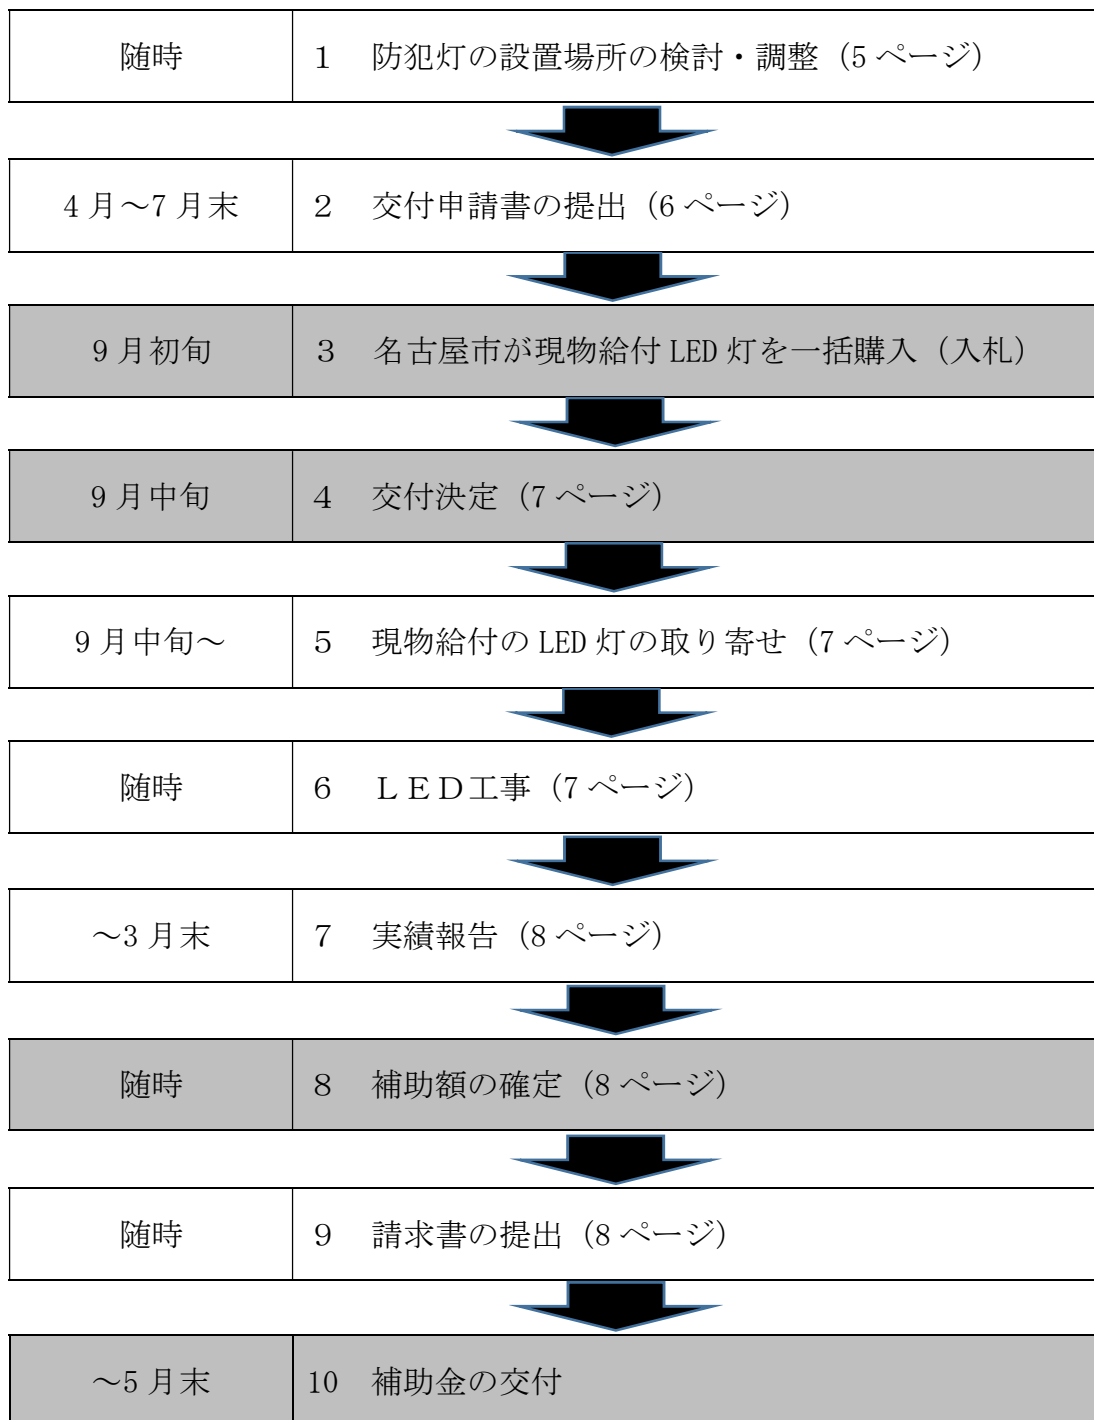 随時 1 防犯灯の設置場所の検討・調整（5ページ）
4月～7月末 2 交付申請書の提出（6ページ）
9月初旬 3 名古屋市が現物給付LED灯を一括購入（入札）
9月中旬 4 交付決定（7ページ）
9月中旬～ 5 現物給付のLED灯の取り寄せ（7ページ）
随時 6 ＬＥＤ工事（7ページ）
～3月末 7 実績報告（8ページ）
随時 8 補助額の確定（8ページ）
随時 9 請求書の提出（8ページ）
～5月末 10 補助金の交付